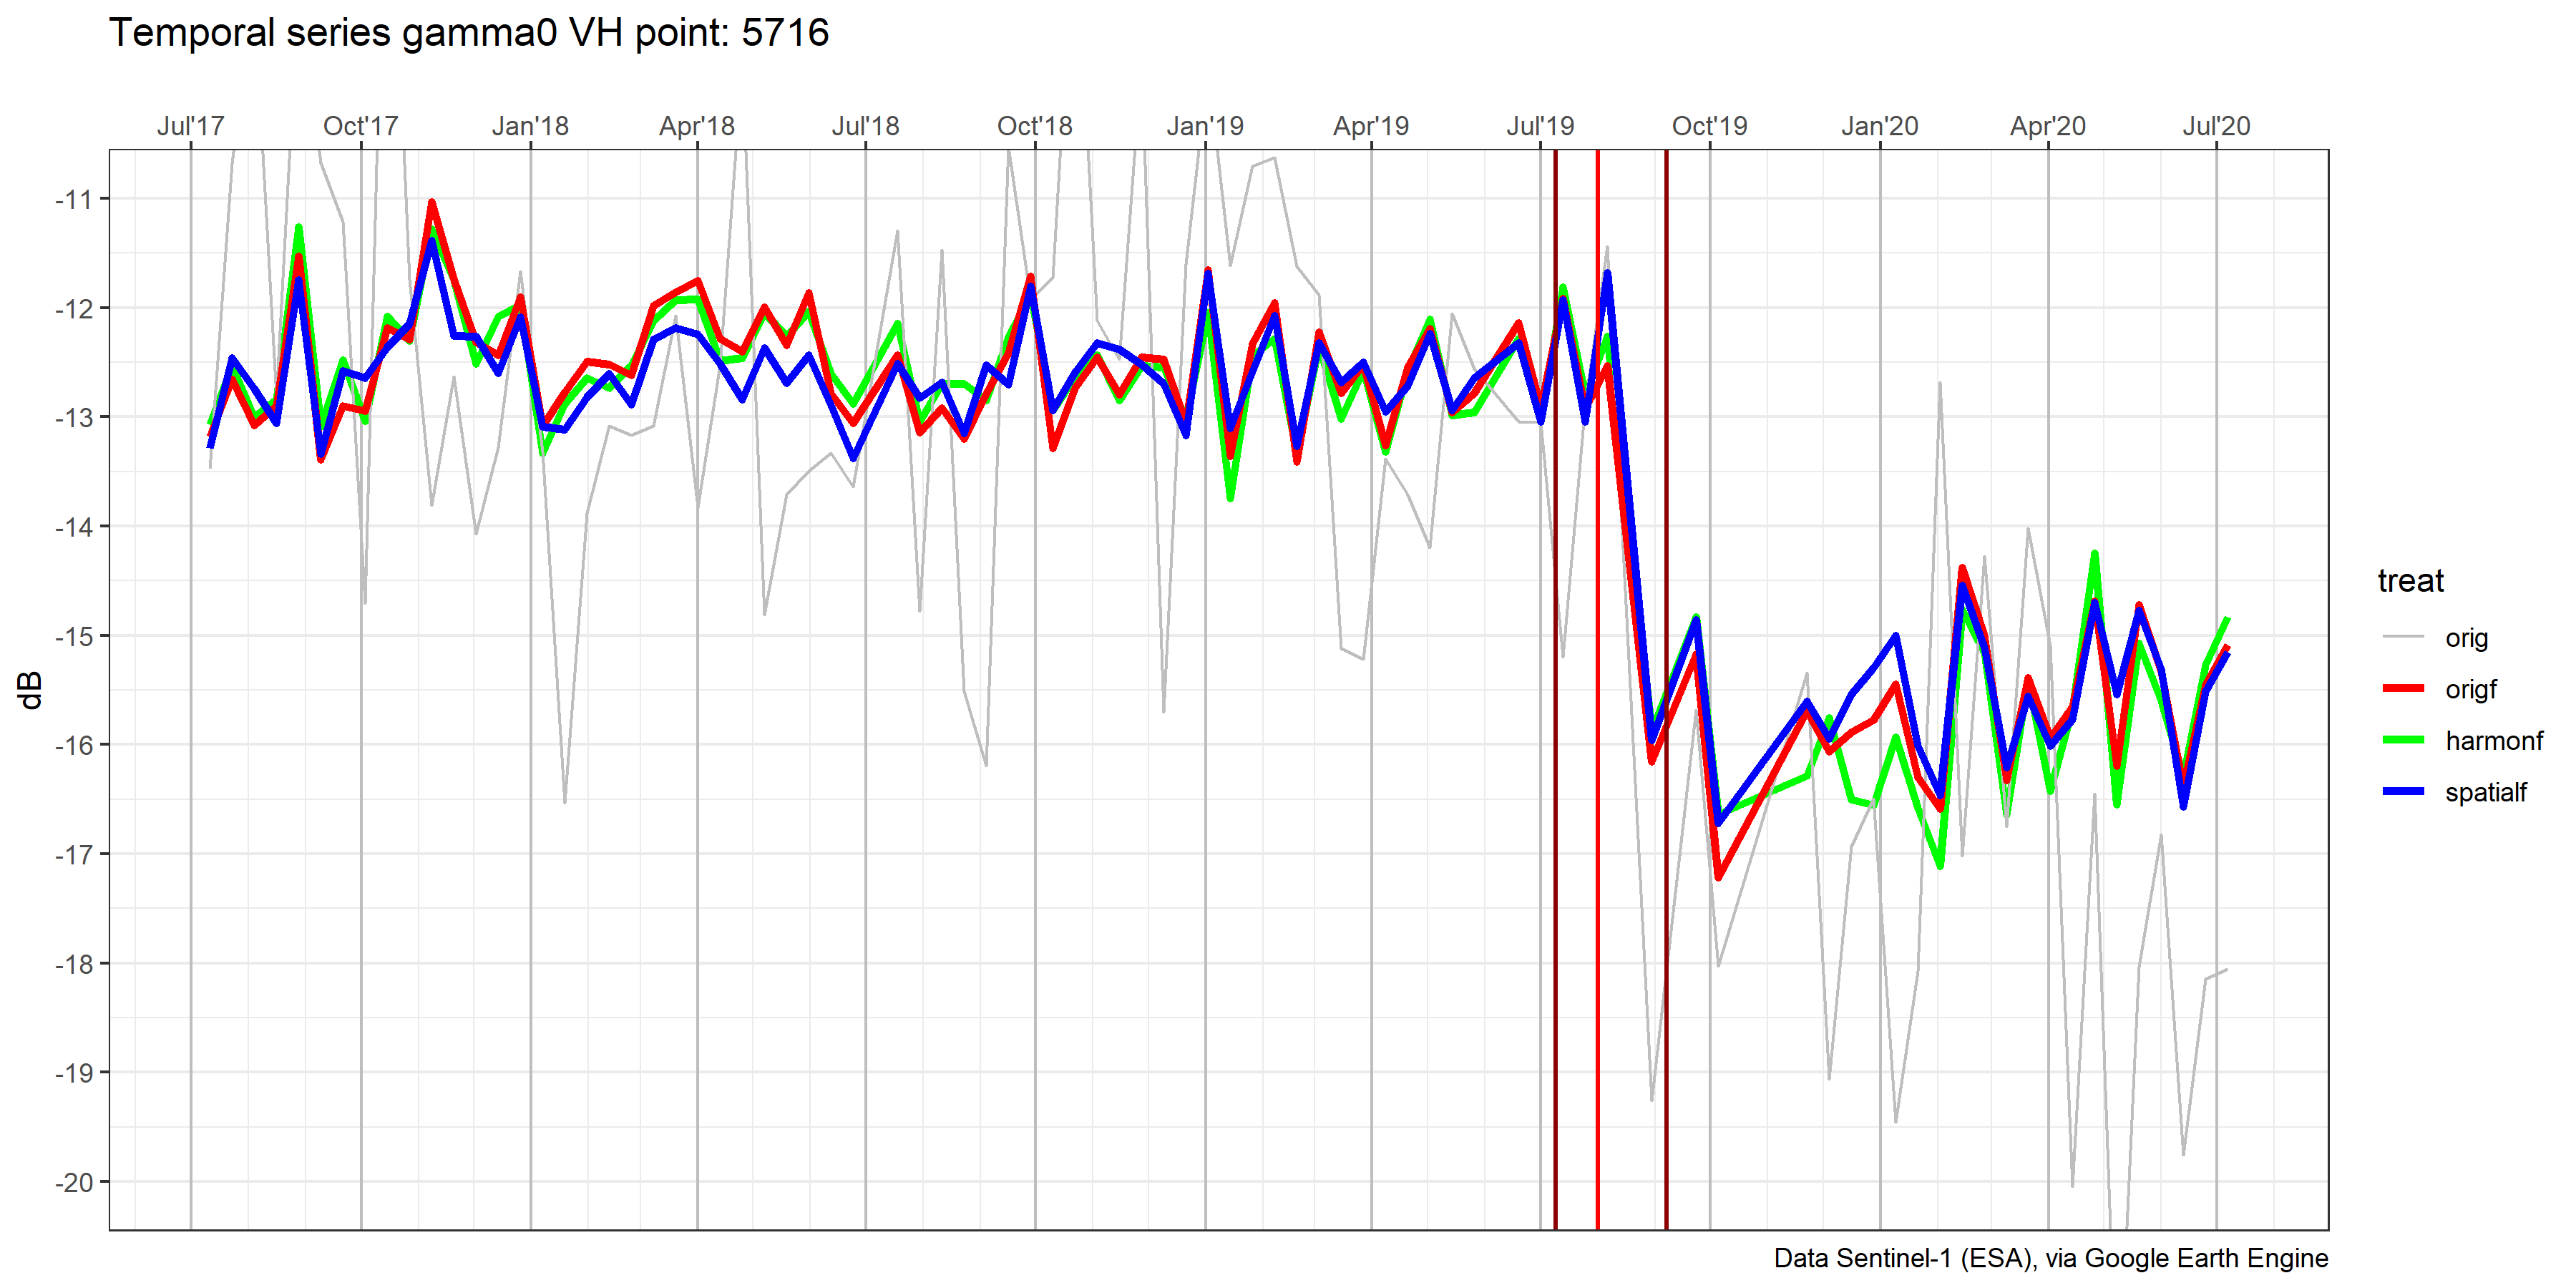 Temporal series gamma0 VH point: 5716
Jul'17 Oct'17 Jan'18 Apr'18 Jul'18 Oct'18 Jan'19 Apr'19 Jul'19 Oct'19 Jan'20 Apr'20 Jul'20
-11
-12
-13
-14
-15
-16
-17
-18
-19
-20
dB
treat
orig
origf
harmonf
spatialf
Data Sentinel-1 (ESA), via Google Earth Engine